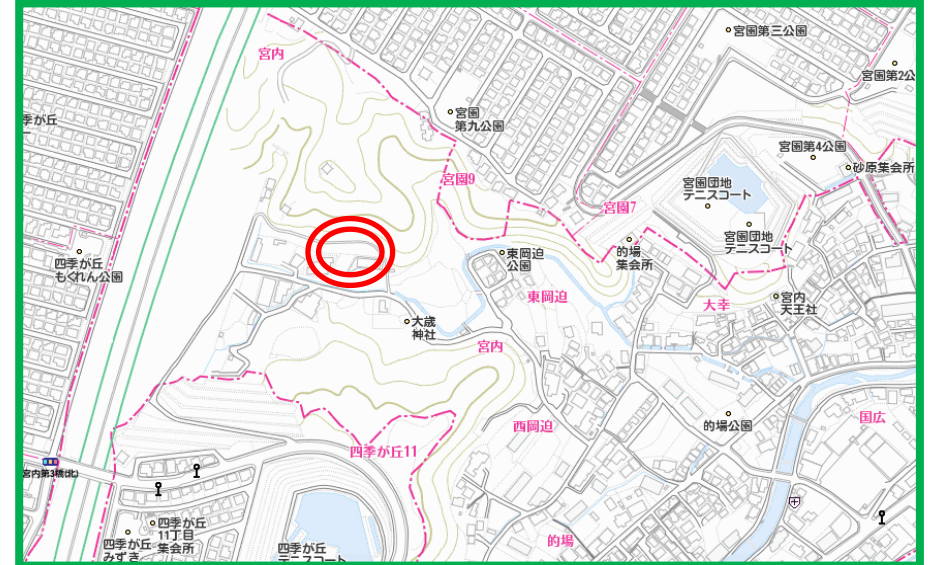 宮園第三公園
宮内
宮園第2公
宮園
第九公園
季が丘
宮園第4公園
砂原集会所
宮園9
宮園団地
テニスコート
宮園7
宮園団地
テニスコート
的場
集会所
東岡迫
公園
四季が丘
もくれん公園
東岡迫
大幸
宮内
天王社
大歳
神社
宮内
的場公園
国広
西岡迫
四季が丘11
宮内第3橋(北)
四季が丘
11丁目
集会所
四季が丘
みずき
四季が丘
テニスコート
的場